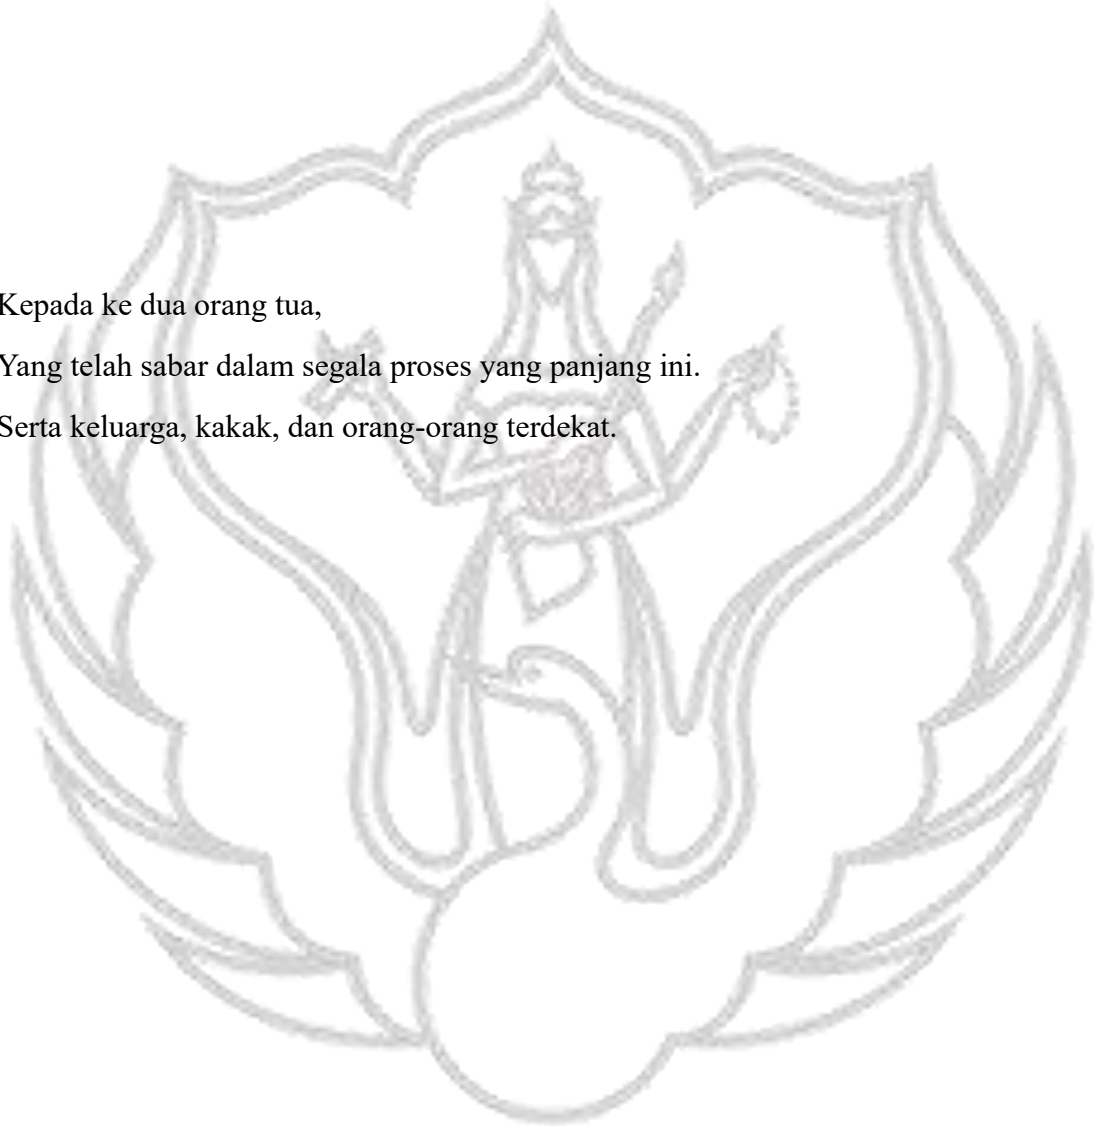 Kepada ke dua orang tua,
Yang telah sabar dalam segala proses yang panjang ini.
Serta keluarga, kakak, dan orang-orang terdekat.